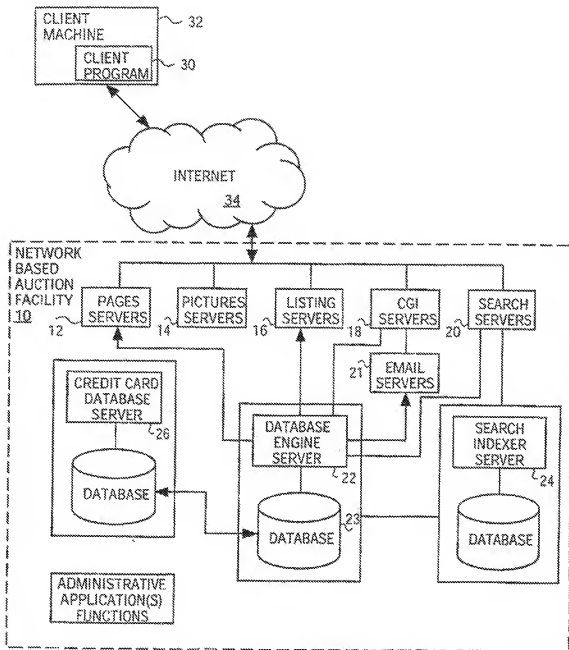 CLIENT
MACHINE
32
CLIENT
PROGRAM
30
INTERNET
34
NETWORK
BASED
AUCTION
FACILITY
10
PAGES
SERVERS
12
PICTURES
SERVERS
14
LISTING
SERVERS
16
CGI
SERVERS
18
SEARCH
SERVERS
20
21
EMAIL
SERVERS
CREDIT CARD
DATABASE
SERVER
26
DATABASE
DATABASE
ENGINE
SERVER
22
23
DATABASE
SEARCH
INDEXER
SERVER
24
DATABASE
ADMINISTRATIVE
APPLICATION(S)
FUNCTIONS